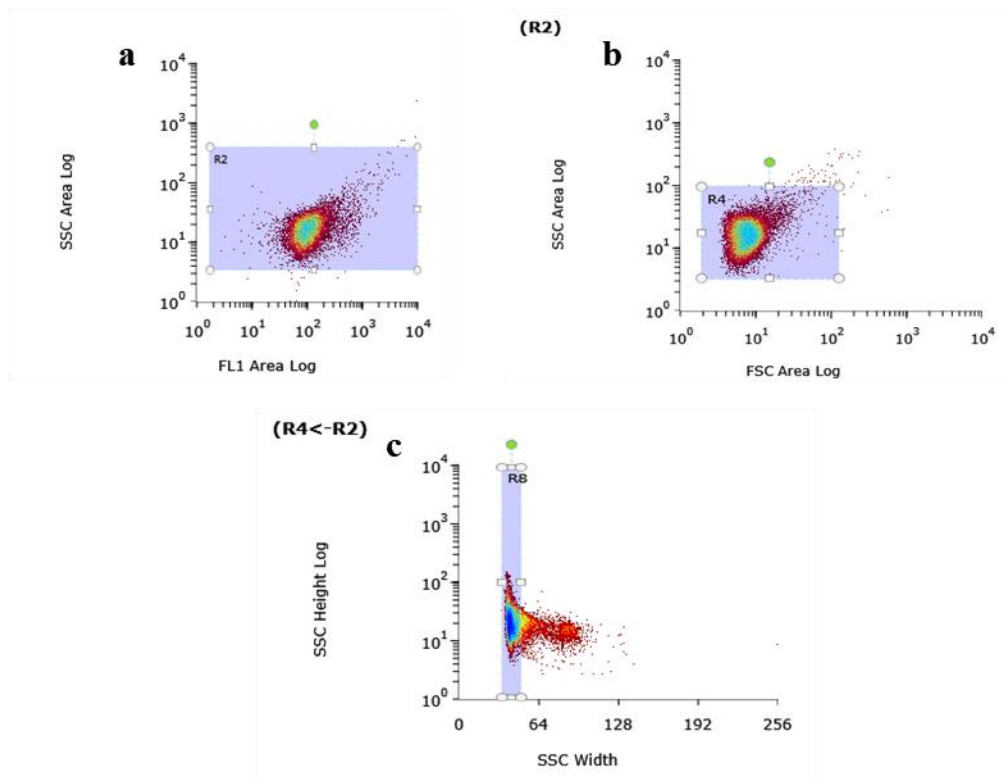 a
SSC Area Log
10⁴
10³
10²
10¹
10⁰
R2
10⁰ 10¹ 10² 10³ 10⁴
FL1 Area Log
(R2)
b
SSC Area Log
10⁴
10³
10²
10¹
10⁰
R4
10⁰ 10¹ 10² 10³ 10⁴
FSC Area Log
(R4<-R2)
c
SSC Height Log
10⁴
10³
10²
10¹
10⁰
R8
0 64 128 192 256
SSC Width